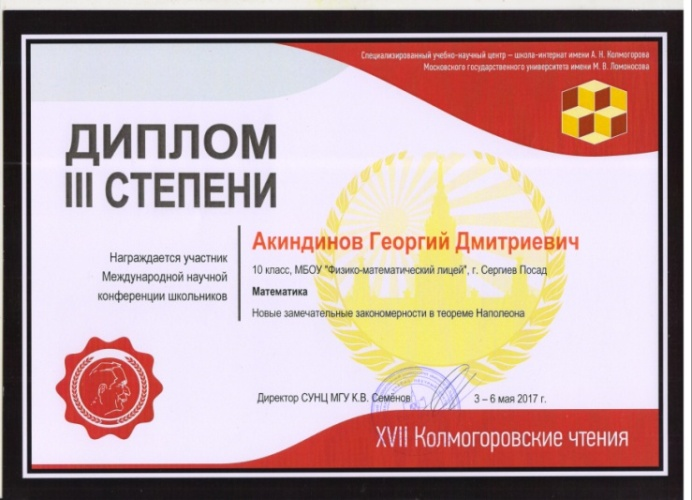 Специализированный учебно-научный центр – школа-интернат имени А. Н. Колмогорова
Московского государственного университета имени М. В. Ломоносова
ДИПЛОМ
III СТЕПЕНИ
Награждается участник
Международной научной
конференции школьников
Акиндинов Георгий Дмитриевич
10 класс, МБОУ "Физико-математический лицей", г. Сергиев Посад
Математика
Новые замечательные закономерности в теореме Наполеона
Директор СУНЦ МГУ К.В. Семёнов
3 – 6 мая 2017 г.
XVII Колмогоровские чтения